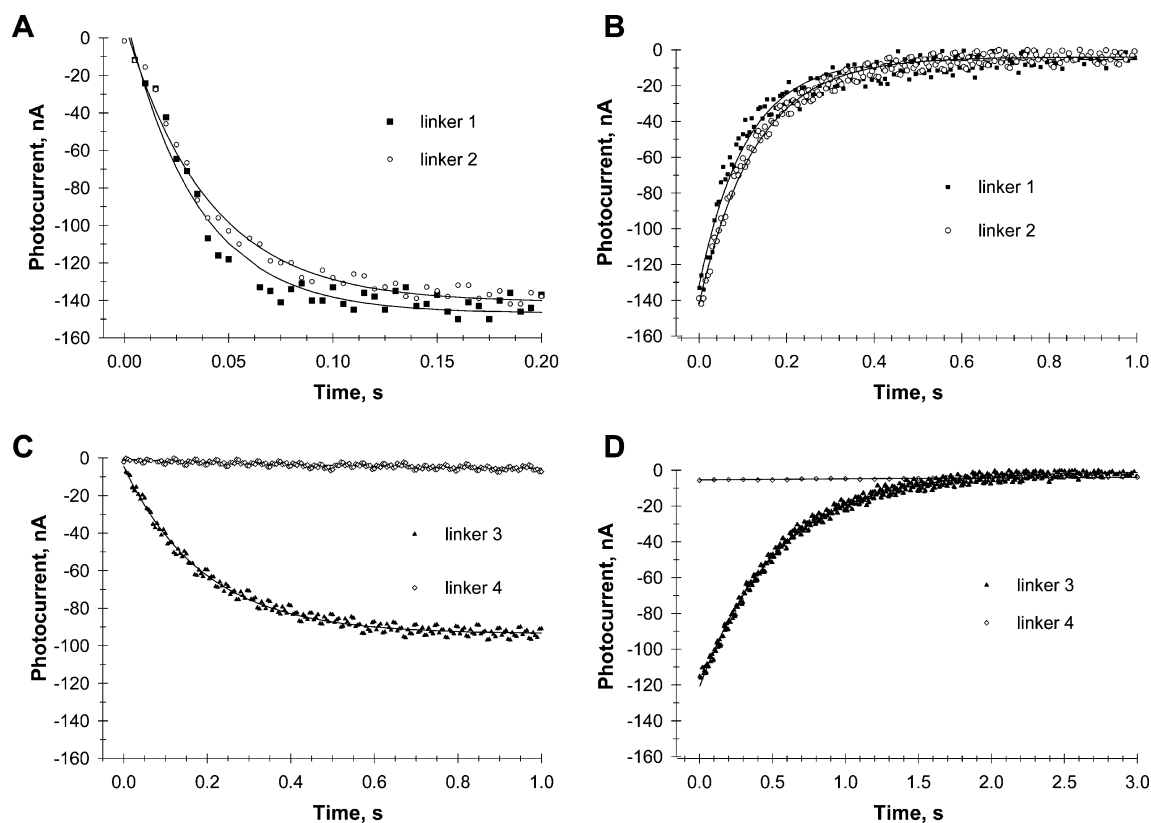 A
0
-20
-40
-60
-80
-100
-120
-140
-160
Photocurrent, nA
linker 1
linker 2
0.00 0.05 0.10 0.15 0.20
Time, s
B
0
-20
-40
-60
-80
-100
-120
-140
-160
Photocurrent, nA
linker 1
linker 2
0.0 0.2 0.4 0.6 0.8 1.0
Time, s
C
0
-20
-40
-60
-80
-100
-120
-140
-160
Photocurrent, nA
linker 3
linker 4
0.0 0.2 0.4 0.6 0.8 1.0
Time, s
D
0
-20
-40
-60
-80
-100
-120
-140
-160
Photocurrent, nA
linker 3
linker 4
0.0 0.5 1.0 1.5 2.0 2.5 3.0
Time, s